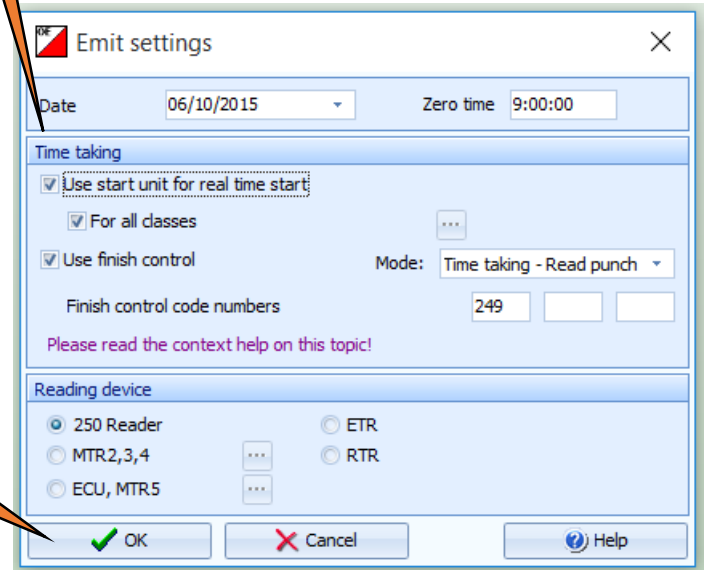 OE
Emit settings
Date 06/10/2015 Zero time 9:00:00
Time taking
Use start unit for real time start
For all classes ...
Use finish control Mode: Time taking - Read punch
Finish control code numbers 249
Please read the context help on this topic!
Reading device
250 Reader ETR
MTR2,3,4 ... RTR
ECU, MTR5 ...
OK Cancel Help